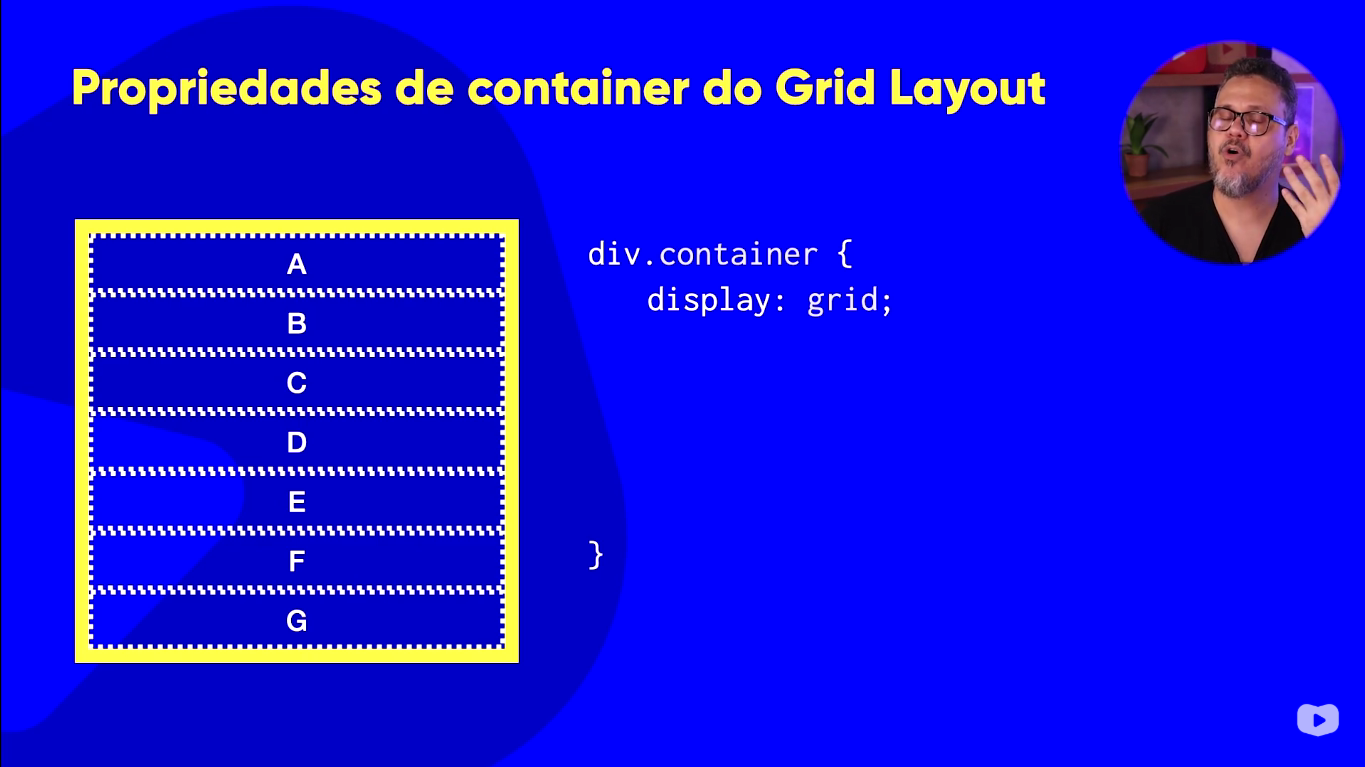 Propriedades de container do Grid Layout
A
B
C
D
E
F
G
div.container {
display: grid;
}